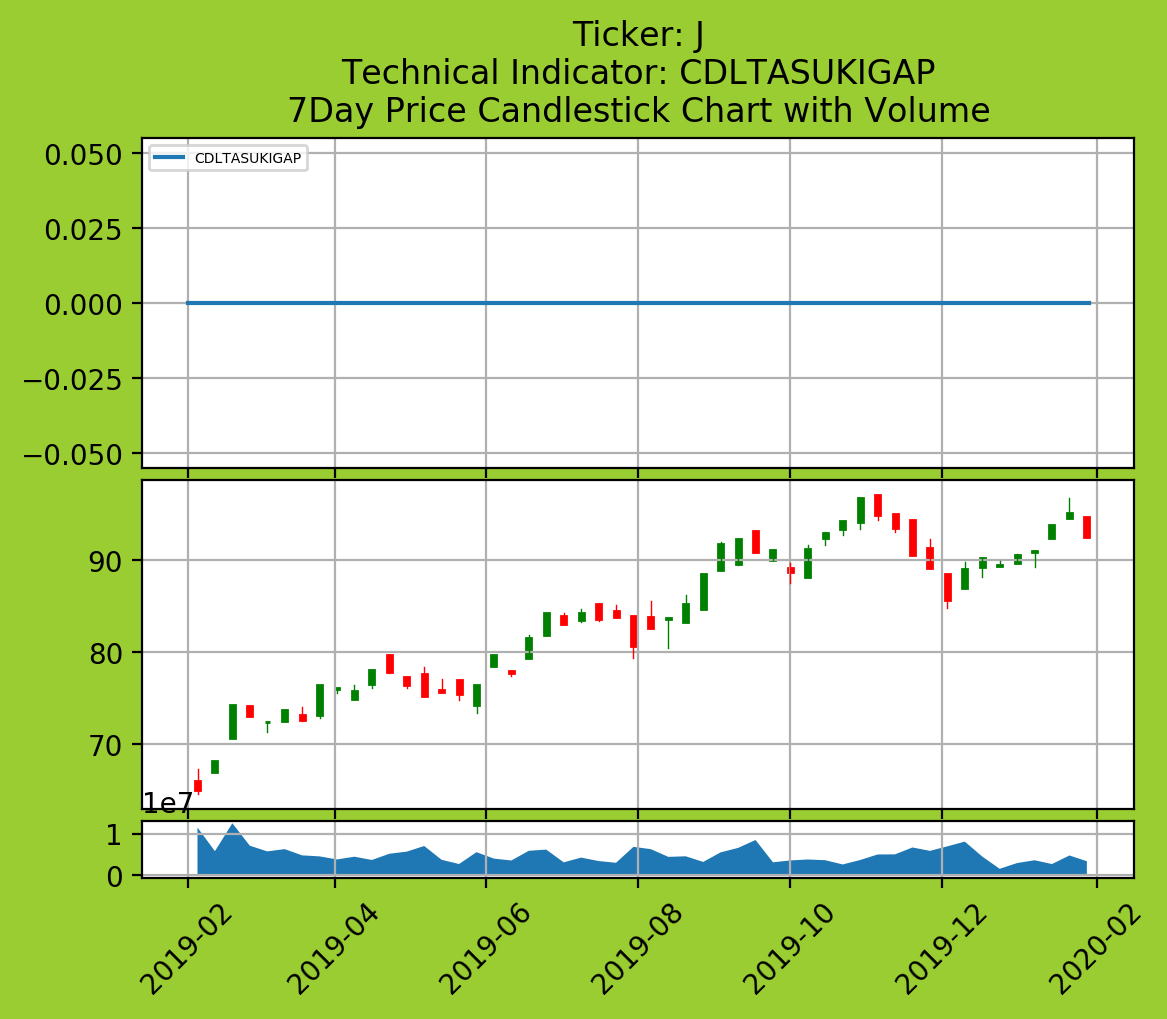 Ticker: J
Technical Indicator: CDLTASUKIGAP
7Day Price Candlestick Chart with Volume
0.050
CDLTASUKIGAP
0.025
0.000
−0.025
−0.050
90
80
70
1e7
1
0
2019-02 2019-04 2019-06 2019-08 2019-10 2019-12 2020-02